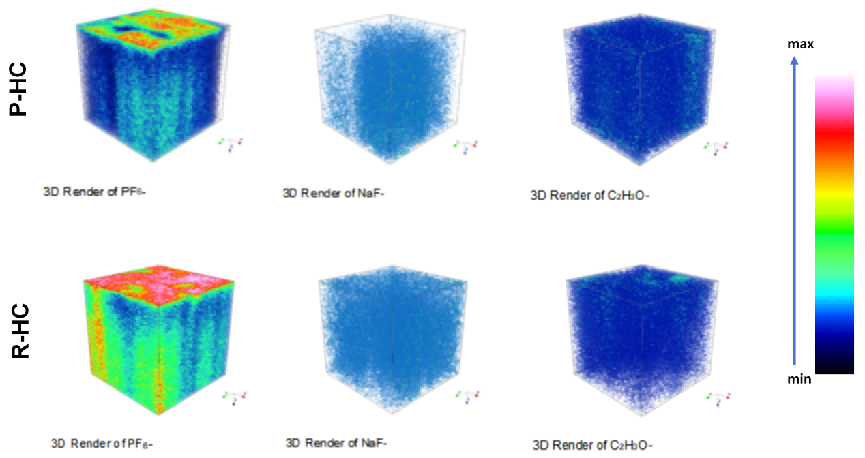 P-HC
max
3D Render of PF6-
3D Render of NaF-
3D Render of C2H3O-
R-HC
min
3D Render of PF6-
3D Render of NaF-
3D Render of C2H3O-